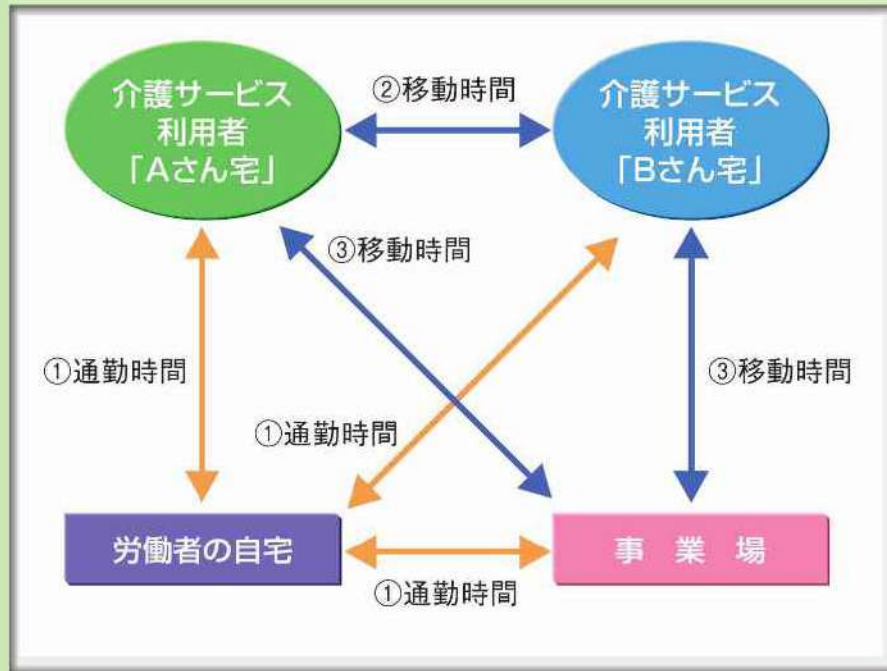 介護サービス
利用者
「Aさん宅」
②移動時間
介護サービス
利用者
「Bさん宅」
③移動時間
①通勤時間
③移動時間
①通勤時間
労働者の自宅
事業場
①通勤時間